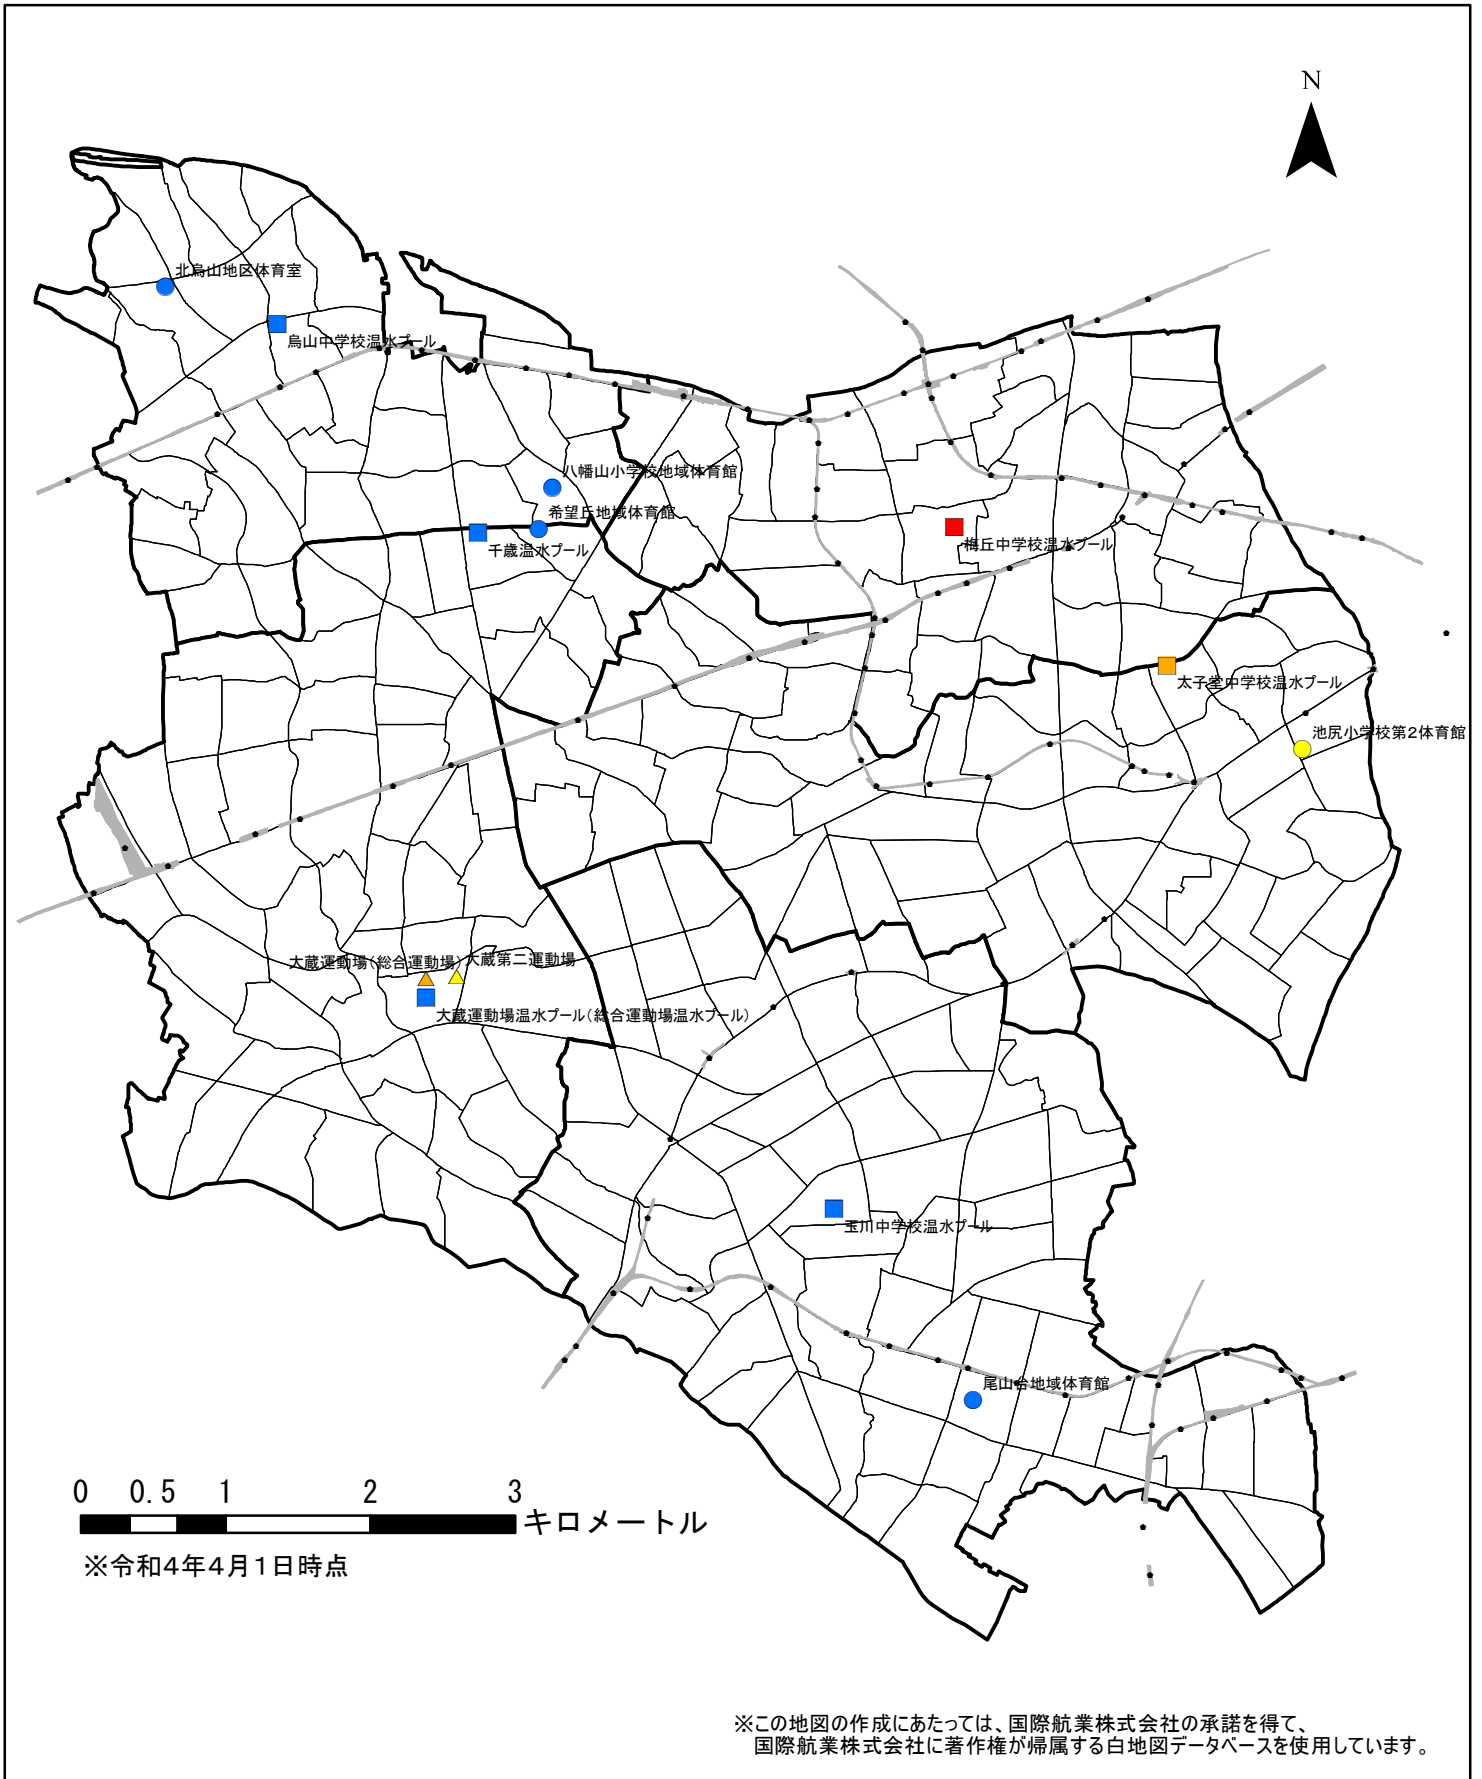 N
北烏山地区体育室
烏山中学校温水プール
八幡山小学校地域体育館
希望丘地域体育館
千歳温水プール
梅丘中学校温水プール
太子堂中学校温水プール
池尻小学校第2体育館
大蔵運動場(総合運動場)
大蔵第二運動場
大蔵運動場温水プール(総合運動場温水プール)
玉川中学校温水プール
尾山台地域体育館
0 0.5 1 2 3
キロメートル
※令和4年4月1日時点
※この地図の作成にあたっては、国際航業株式会社の承諾を得て、
国際航業株式会社に著作権が帰属する白地図データベースを使用しています。